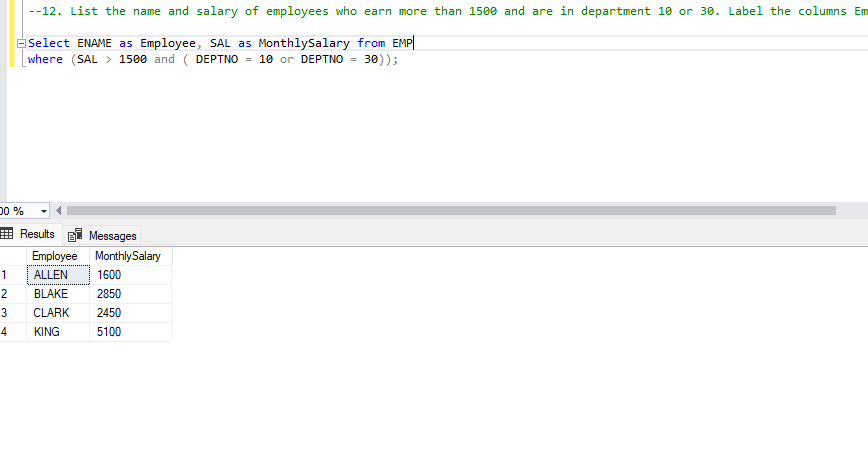 --12. List the name and salary of employees who earn more than 1500 and are in department 10 or 30. Label the columns Em
Select ENAME as Employee, SAL as MonthlySalary from EMP
where (SAL > 1500 and ( DEPTNO = 10 or DEPTNO = 30));
00 %
Results Messages
Employee MonthlySalary
1 ALLEN 1600
2 BLAKE 2850
3 CLARK 2450
4 KING 5100